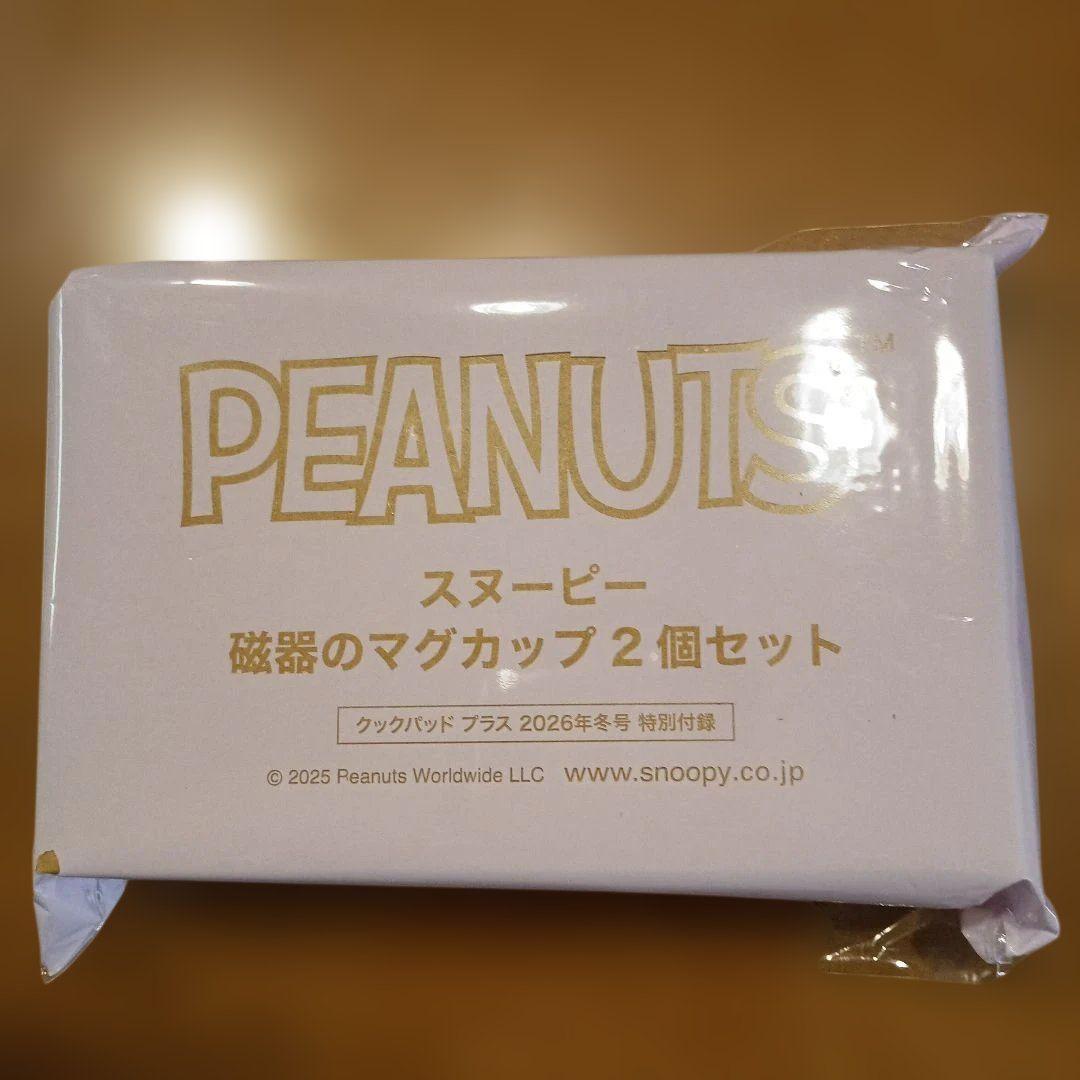 PEANUTS™
スヌーピー
磁器のマグカップ 2 個セット
クックパッド プラス 2026年冬号 特別付録
© 2025 Peanuts Worldwide LLC www.snoopy.co.jp